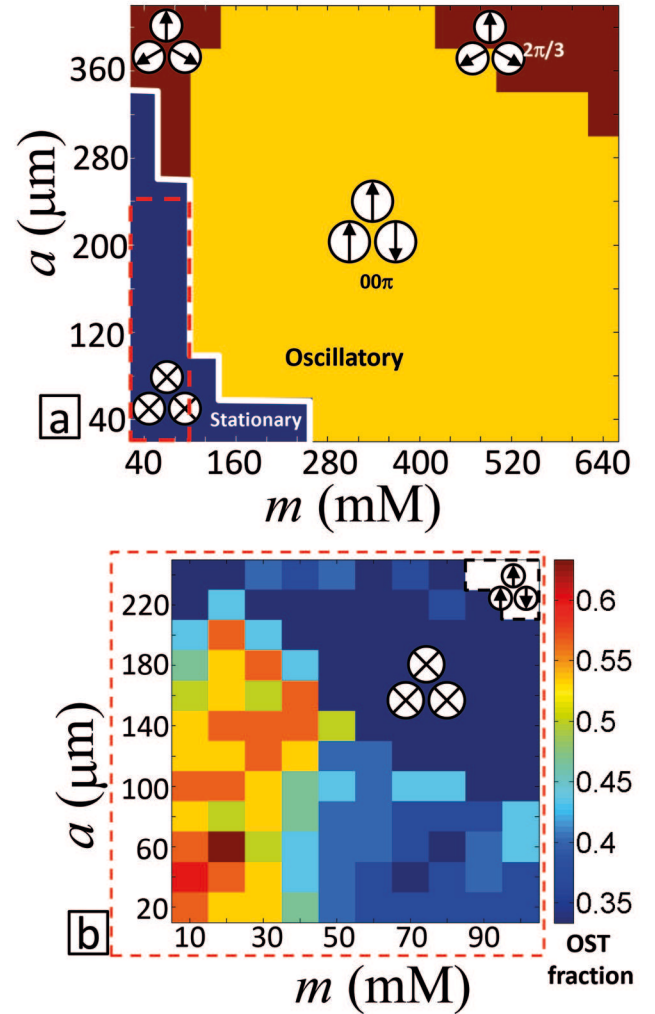 360
280
200
120
40
a (μm)
2π/3
00π
Oscillatory
Stationary
a
40 160 280 400 520 640
m (mM)
220
180
140
100
60
20
a (μm)
0.6
0.55
0.5
0.45
0.4
0.35
b
10 30 50 70 90
OST
fraction
m (mM)